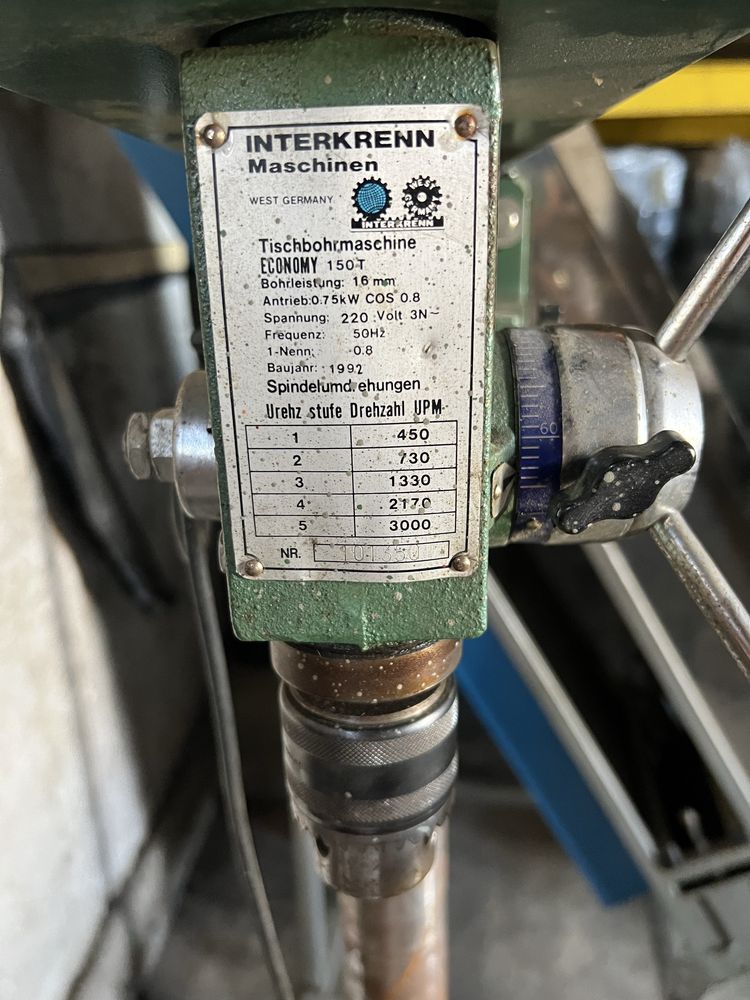 INTERKRENN
Maschinen
WEST GERMANY
INTERKRENN
Tischbohrmaschine
ECONOMY 150T
Bohrleistung: 16 mm
Antrieb:0.75kW COS 0.8
Spannung: 220 Volt 3N~
Frequenz: 50Hz
1-Nenn: 0.8
Baujahr: 1992
Spindelumd.ehungen
Urehz stufe Drehzahl UPM
1 450
2 730
3 1330
4 2170
5 3000
NR.
60